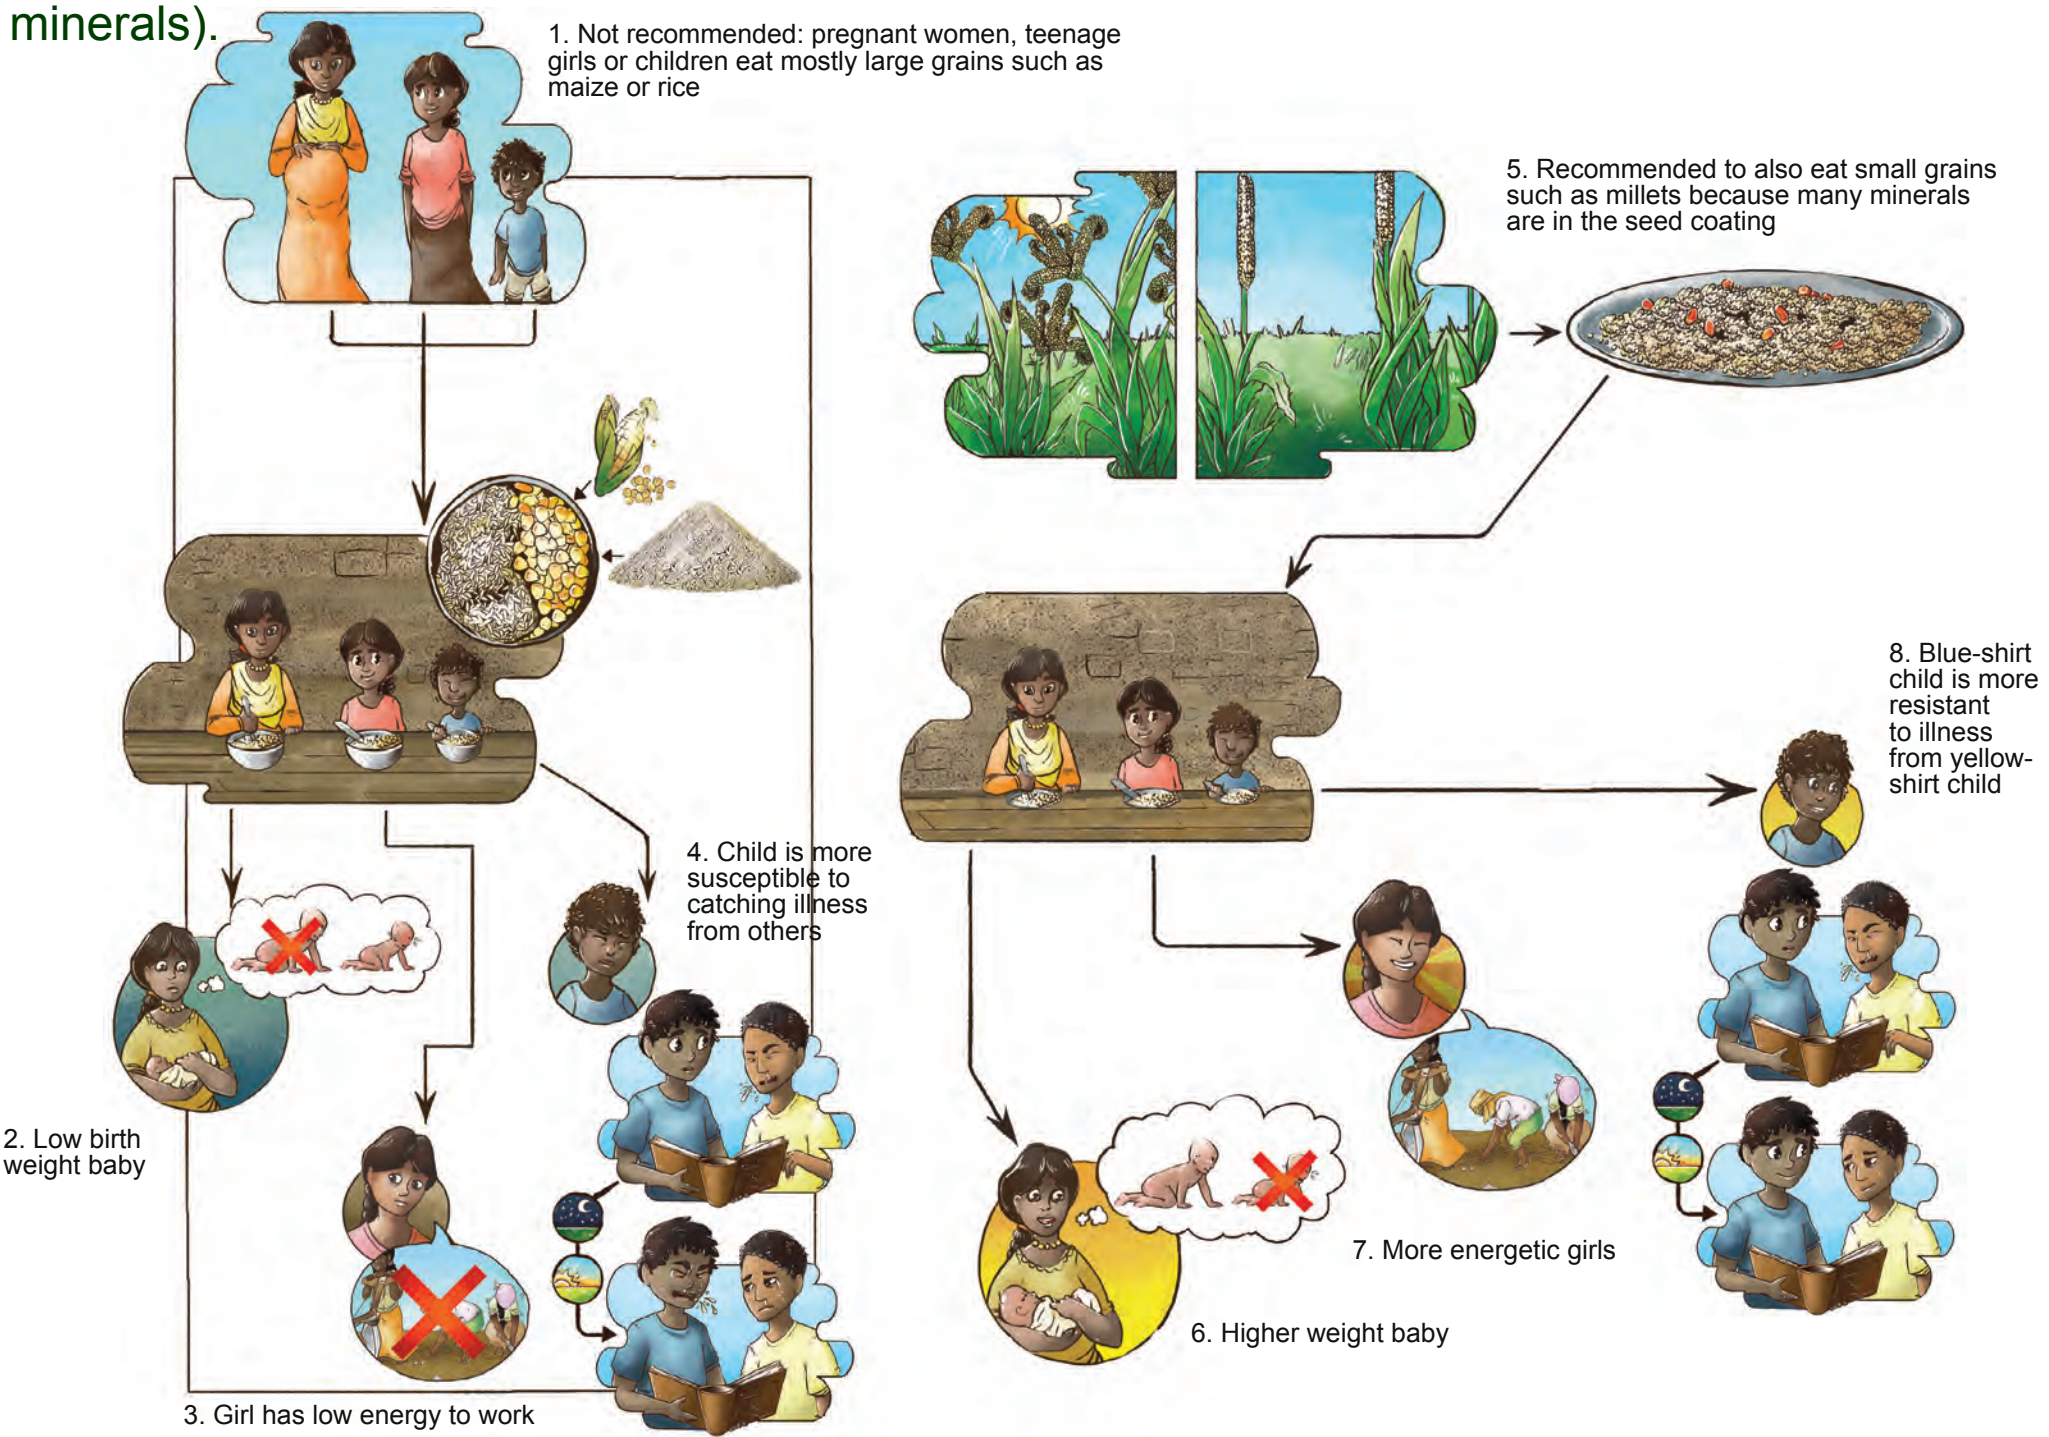 minerals).
1. Not recommended: pregnant women, teenage
girls or children eat mostly large grains such as
maize or rice
5. Recommended to also eat small grains
such as millets because many minerals
are in the seed coating
8. Blue-shirt
child is more
resistant
to illness
from yellow-
shirt child
4. Child is more
susceptible to
catching illness
from others
2. Low birth
weight baby
7. More energetic girls
6. Higher weight baby
3. Girl has low energy to work